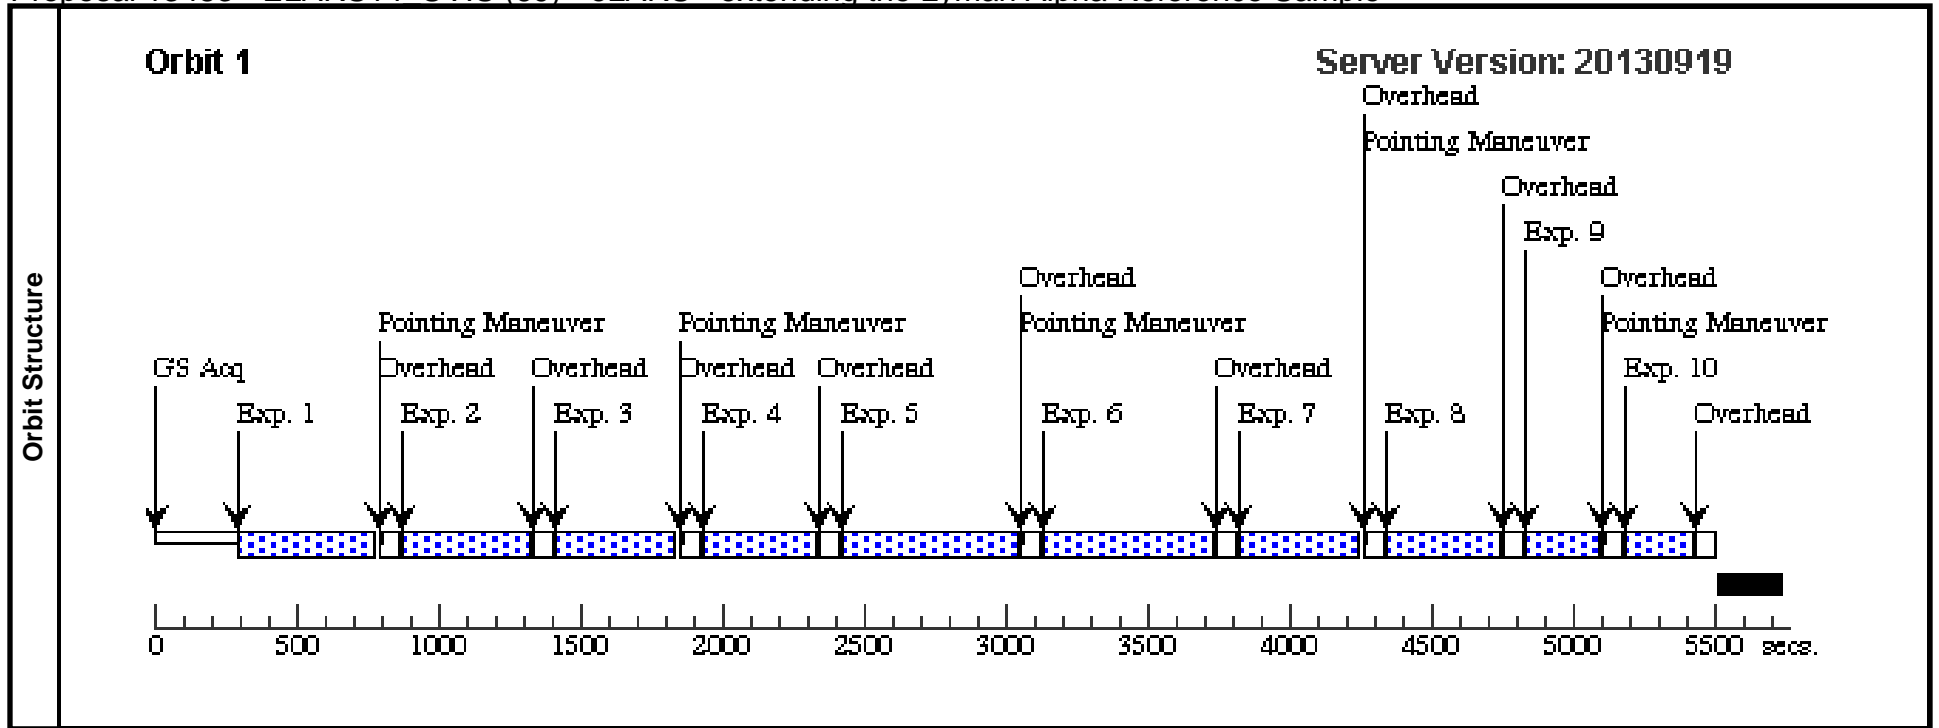 Orbit Structure
Orbit 1
Server Version: 20130919
Overhead
Pointing Maneuver
Overhead
Exp. 9
Overhead
Overhead
Pointing Maneuver
Pointing Maneuver
Pointing Maneuver
Pointing Maneuver
Pointing Maneuver
GS Acq
Overhead
Overhead
Overhead
Overhead
Overhead
Exp. 10
Exp. 1
Exp. 2
Exp. 3
Exp. 4
Exp. 5
Exp. 6
Exp. 7
Exp. 8
Overhead
0
500
1000
1500
2000
2500
3000
3500
4000
4500
5000
5500
secs.